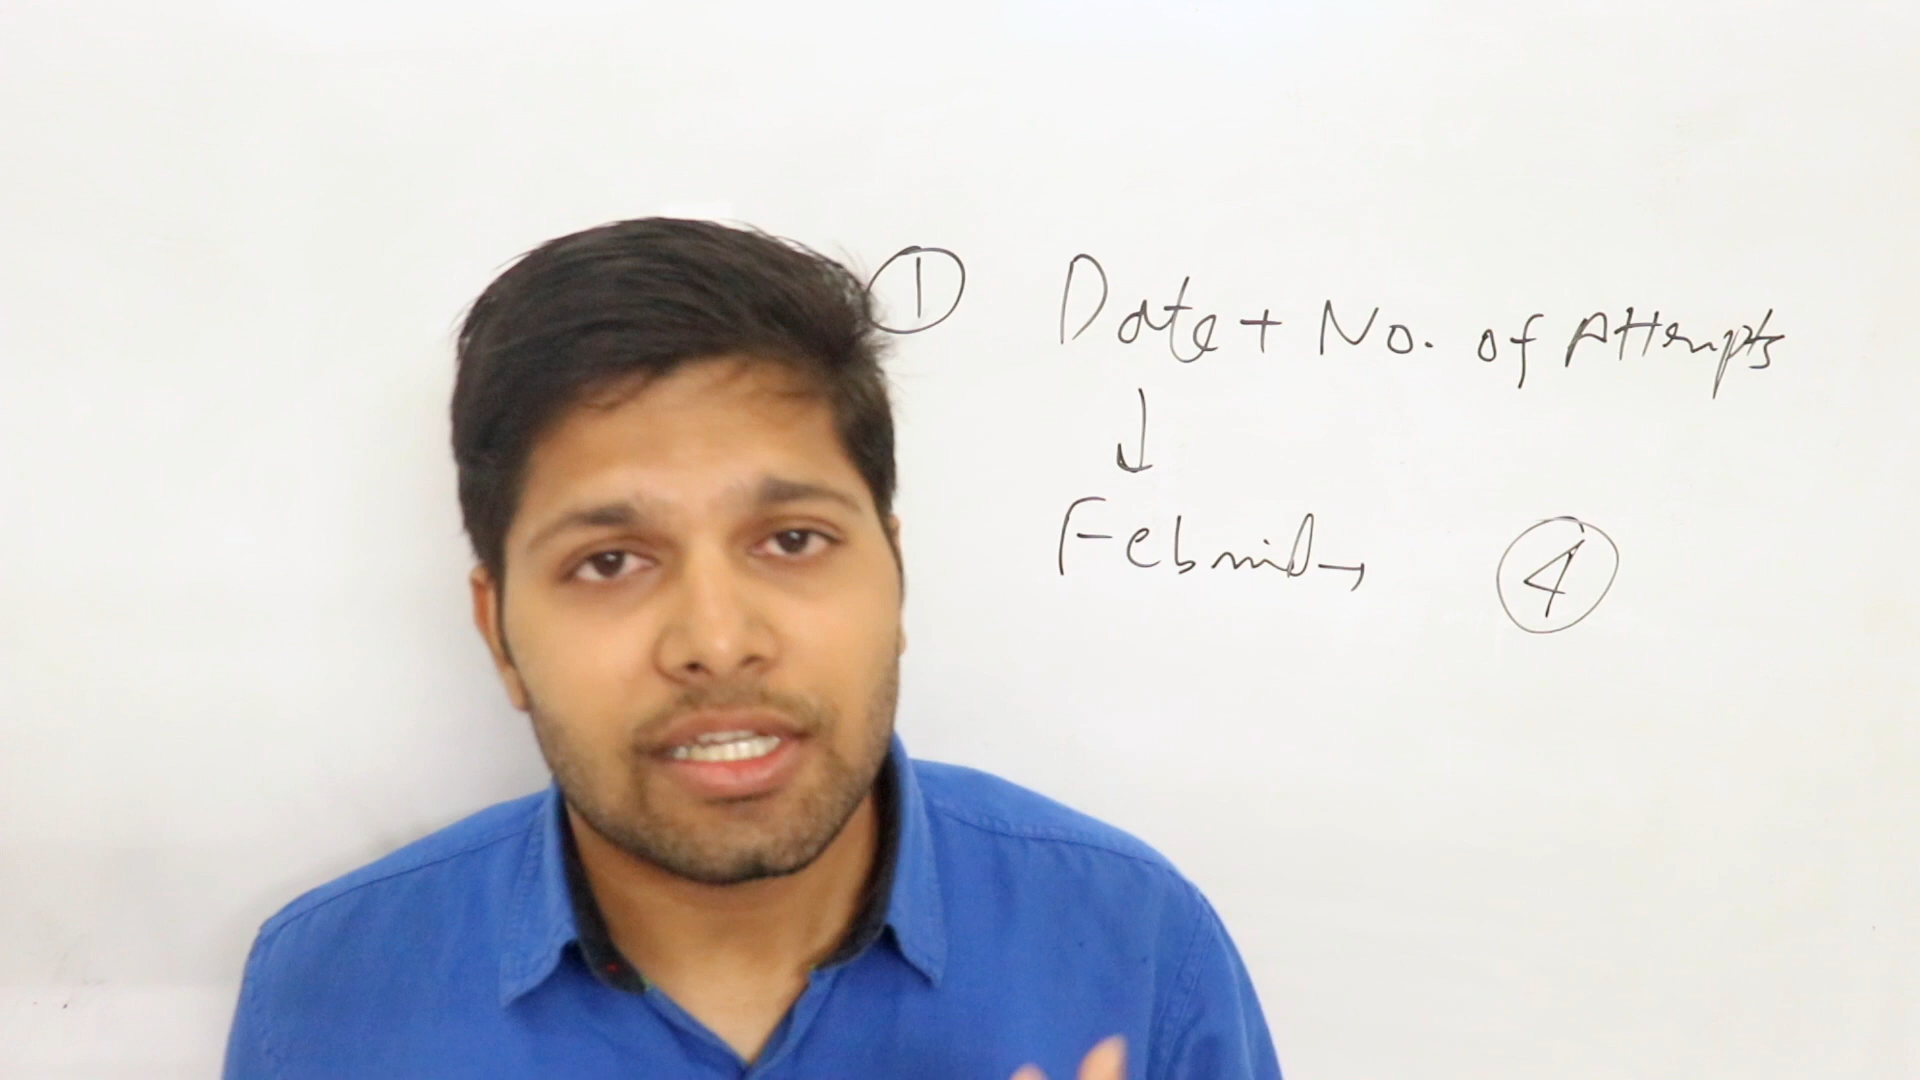 ① Date + No. of Attempts
↓
Feb mid → ④